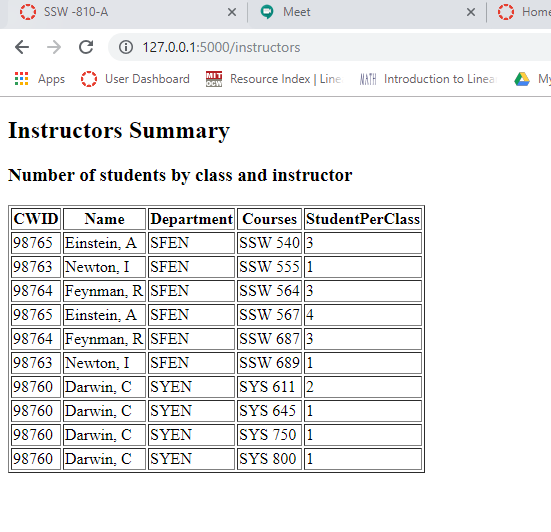 SSW -810-A Meet Home
127.0.0.1:5000/instructors
Apps User Dashboard MIT OCW Resource Index | Line MATH Introduction to Linea My
Instructors Summary
Number of students by class and instructor
CWID Name Department Courses StudentPerClass
98765 Einstein, A SFEN SSW 540 3
98763 Newton, I SFEN SSW 555 1
98764 Feynman, R SFEN SSW 564 3
98765 Einstein, A SFEN SSW 567 4
98764 Feynman, R SFEN SSW 687 3
98763 Newton, I SFEN SSW 689 1
98760 Darwin, C SYEN SYS 611 2
98760 Darwin, C SYEN SYS 645 1
98760 Darwin, C SYEN SYS 750 1
98760 Darwin, C SYEN SYS 800 1